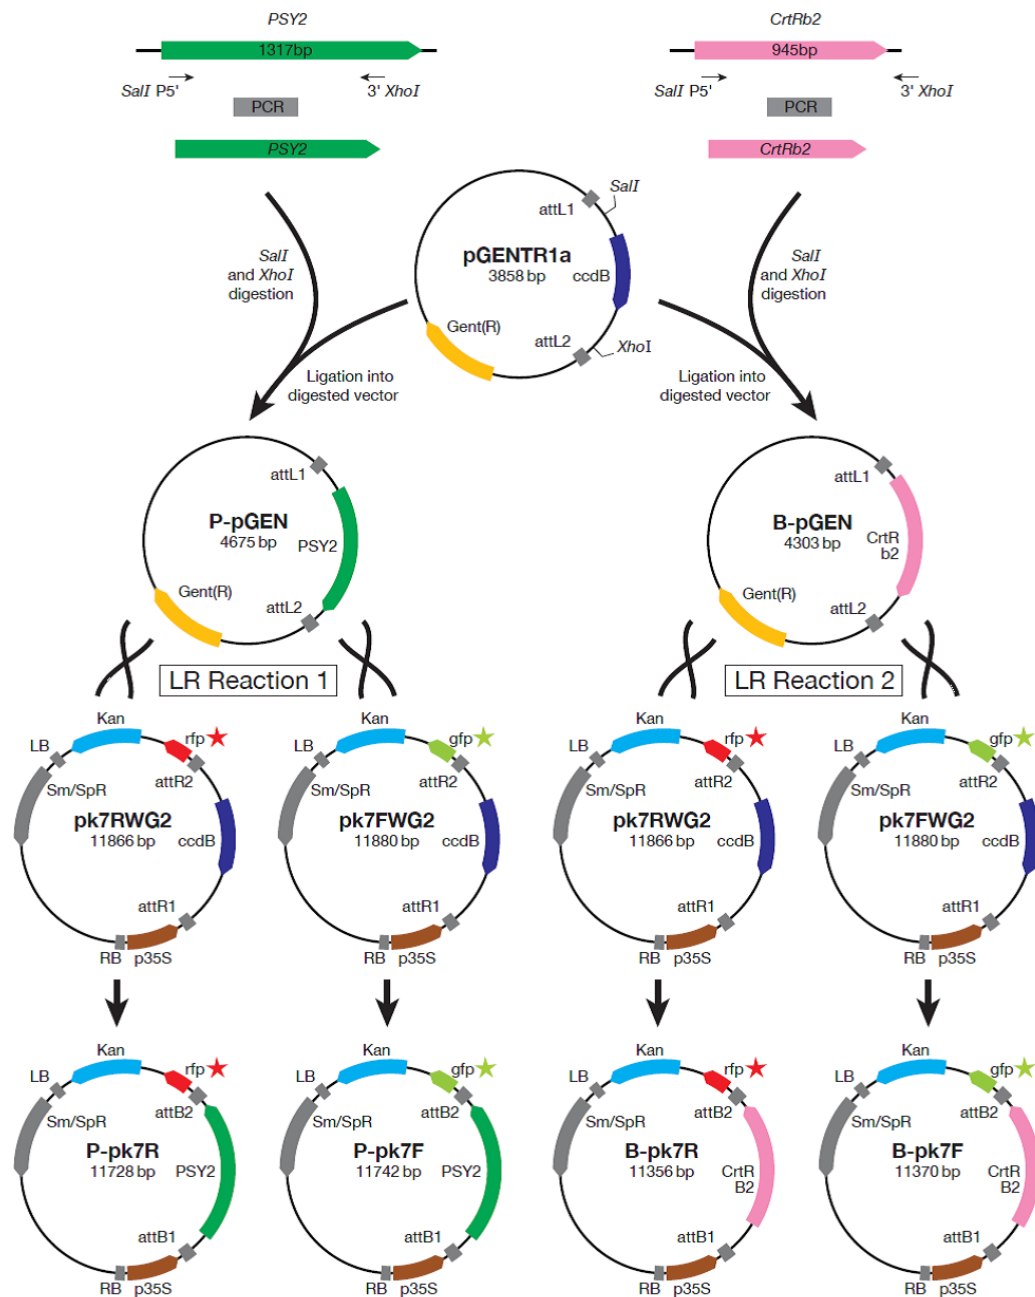 PSY2
1317bp
SalI P5'
3' XhoI
PCR
PSY2
CrtRb2
945bp
SalI P5'
3' XhoI
PCR
CrtRb2
SalI
and XhoI
digestion
attL1
SalI
pGENTR1a
3858 bp
ccdB
Gent(R)
attL2
XhoI
SalI
and XhoI
digestion
Ligation into
digested vector
Ligation into
digested vector
attL1
P-pGEN
4675 bp
PSY2
Gent(R)
attL2
attL1
B-pGEN
4303 bp
CrtR
b2
Gent(R)
attL2
LR Reaction 1
LR Reaction 2
Kan
rfp
LB
attR2
Sm/SpR
pk7RWG2
11866 bp
ccdB
attR1
RB
p35S
Kan
gfp
LB
attR2
Sm/SpR
pk7FWG2
11880 bp
ccdB
attR1
RB
p35S
Kan
rfp
LB
attR2
Sm/SpR
pk7RWG2
11866 bp
ccdB
attR1
RB
p35S
Kan
gfp
LB
attR2
Sm/SpR
pk7FWG2
11880 bp
ccdB
attR1
RB
p35S
Kan
rfp
LB
attB2
Sm/SpR
P-pk7R
11728 bp
PSY2
attB1
RB
p35S
Kan
gfp
LB
attB2
Sm/SpR
P-pk7F
11742 bp
PSY2
attB1
RB
p35S
Kan
rfp
LB
attB2
Sm/SpR
B-pk7R
11356 bp
CrtR
B2
attB1
RB
p35S
Kan
gfp
LB
attB2
Sm/SpR
B-pk7F
11370 bp
CrtR
B2
attB1
RB
p35S